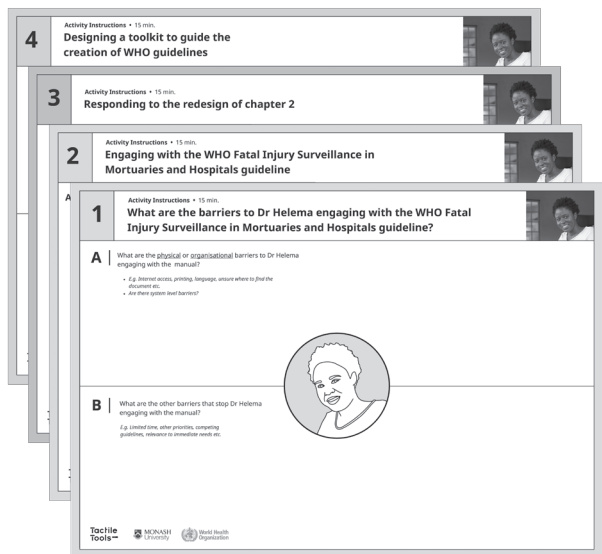 4
Activity Instructions • 15 min.
Designing a toolkit to guide the
creation of WHO guidelines
3
Activity Instructions • 15 min.
Responding to the redesign of chapter 2
2
Activity Instructions • 15 min.
Engaging with the WHO Fatal Injury Surveillance in
Mortuaries and Hospitals guideline
A
1
Activity Instructions • 15 min.
What are the barriers to Dr Helema engaging with the WHO Fatal
Injury Surveillance in Mortuaries and Hospitals guideline?
A
What are the physical or organisational barriers to Dr Helema
engaging with the manual?
• E.g. Internet access, printing, language, unsure where to find the
document etc.
• Are there system level barriers?
B
What are the other barriers that stop Dr Helema
engaging with the manual?
E.g. Limited time, other priorities, competing
guidelines, relevance to immediate needs etc.
Tactile
Tools
MONASH
University
World Health
Organization